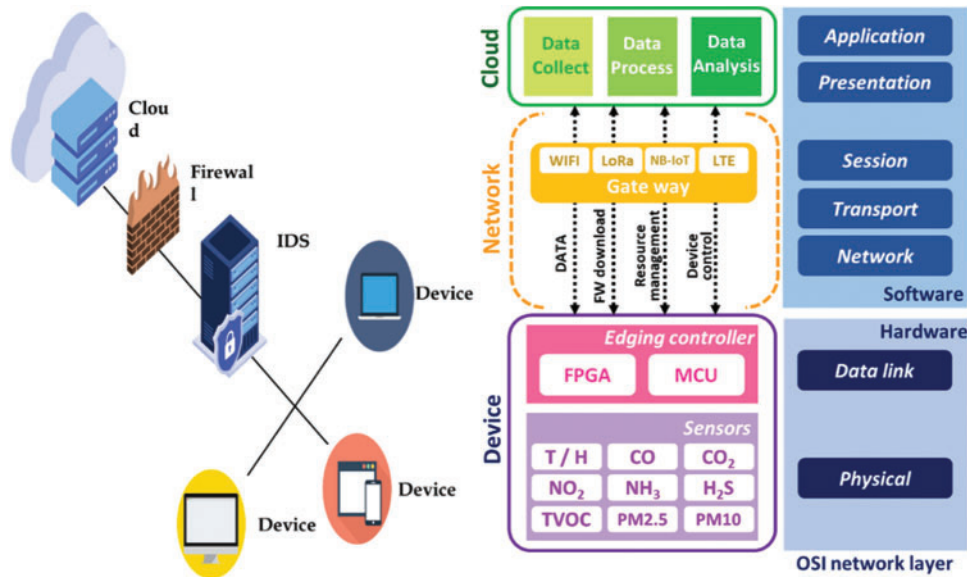 Clou
d
Firewal
l
IDS
Device
Device
Device
Cloud
Data
Collect
Data
Process
Data
Analysis
Network
WIFI
LoRa
NB-IoT
LTE
Gate way
DATA
FW download
Resource
management
Device
control
Device
Edging controller
FPGA
MCU
Sensors
T / H
CO
CO₂
NO₂
NH₃
H₂S
TVOC
PM2.5
PM10
Application
Presentation
Session
Transport
Network
Software
Hardware
Data link
Physical
OSI network layer